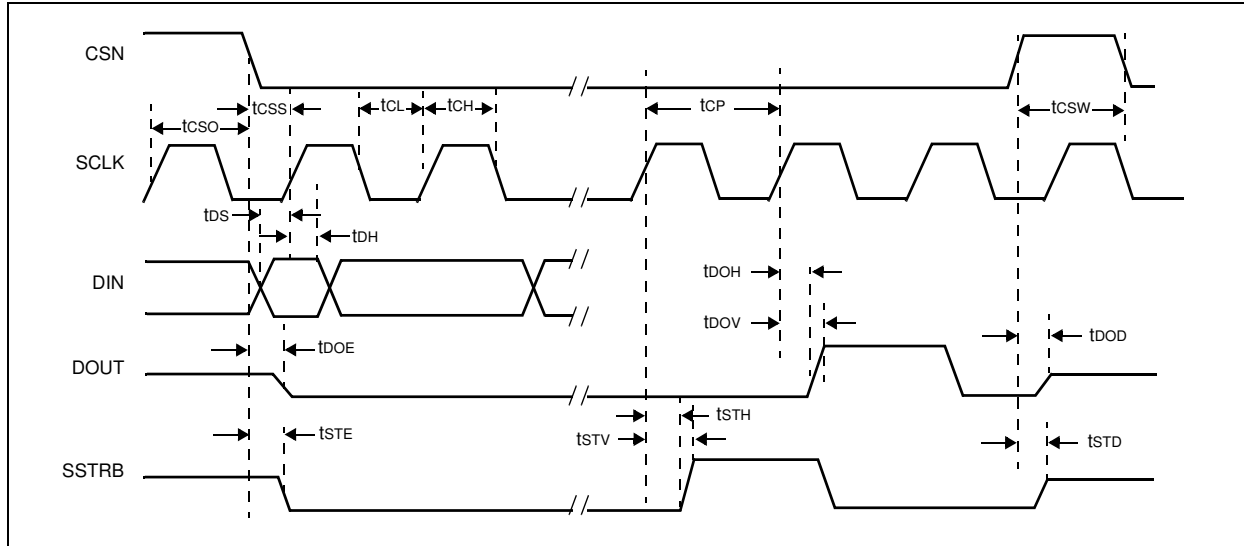 CSN
tCSS
tCL
tCH
tCP
tCSW
tCSO
SCLK
tDS
tDH
DIN
tDOH
tDOV
tDOE
tDOD
DOUT
tSTH
tSTE
tSTV
tSTD
SSTRB